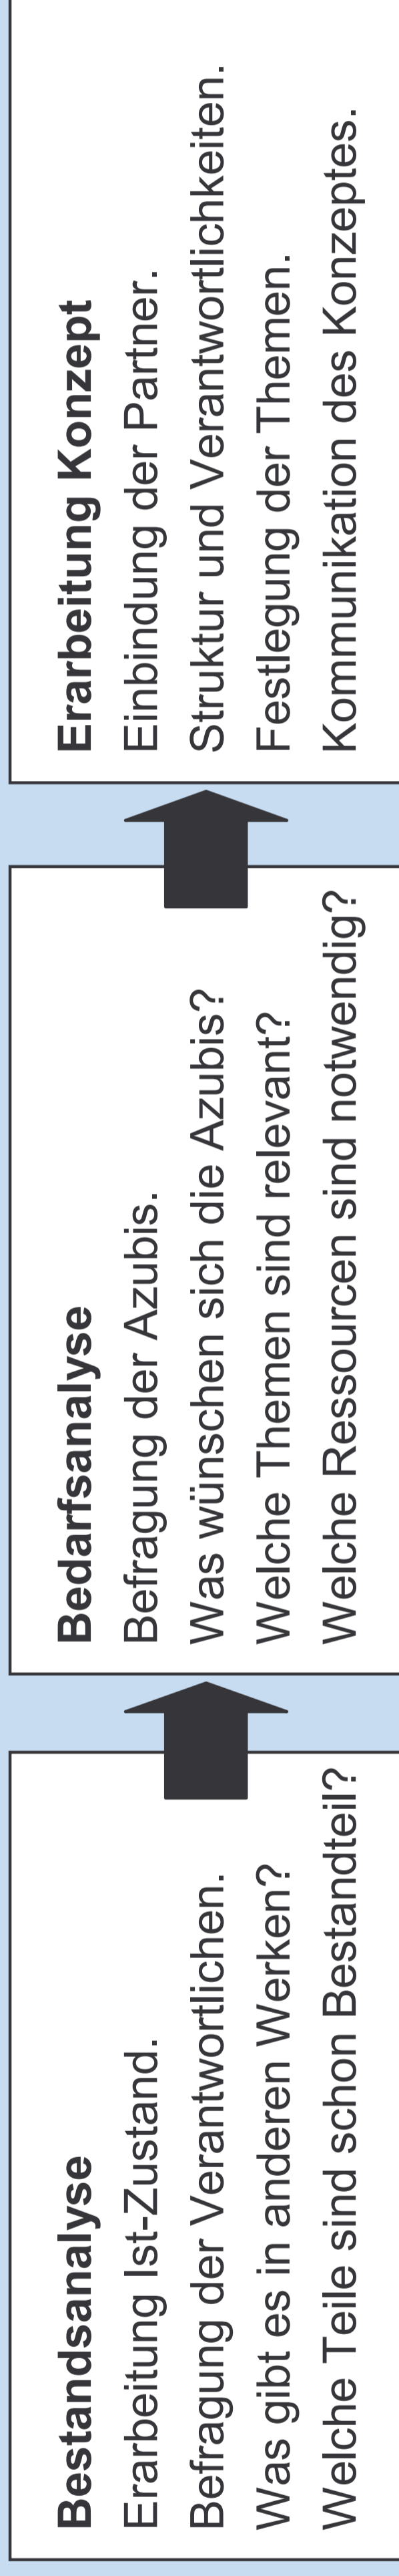 Bestandsanalyse
Erarbeitung Ist-Zustand.
Befragung der Verantwortlichen.
Was gibt es in anderen Werken?
Welche Teile sind schon Bestandteil?
Bedarfsanalyse
Befragung der Azubis.
Was wünschen sich die Azubis?
Welche Themen sind relevant?
Welche Ressourcen sind notwendig?
Erarbeitung Konzept
Einbindung der Partner.
Struktur und Verantwortlichkeiten.
Festlegung der Themen.
Kommunikation des Konzeptes.